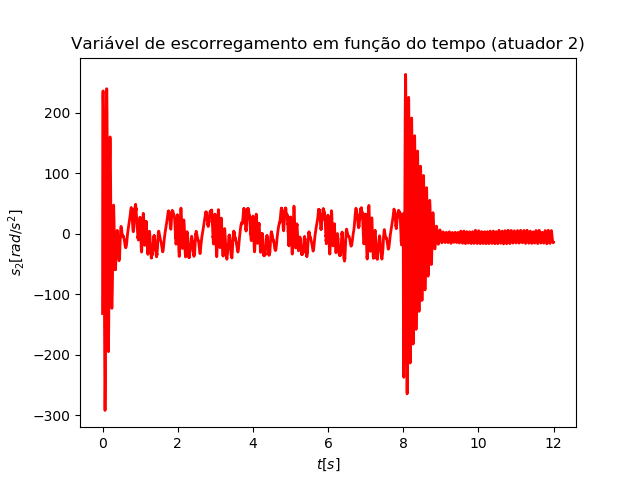 Variável de escorregamento em função do tempo (atuador 2)
s₂[rad/s²]
200
100
0
−100
−200
−300
0 2 4 6 8 10 12
t[s]